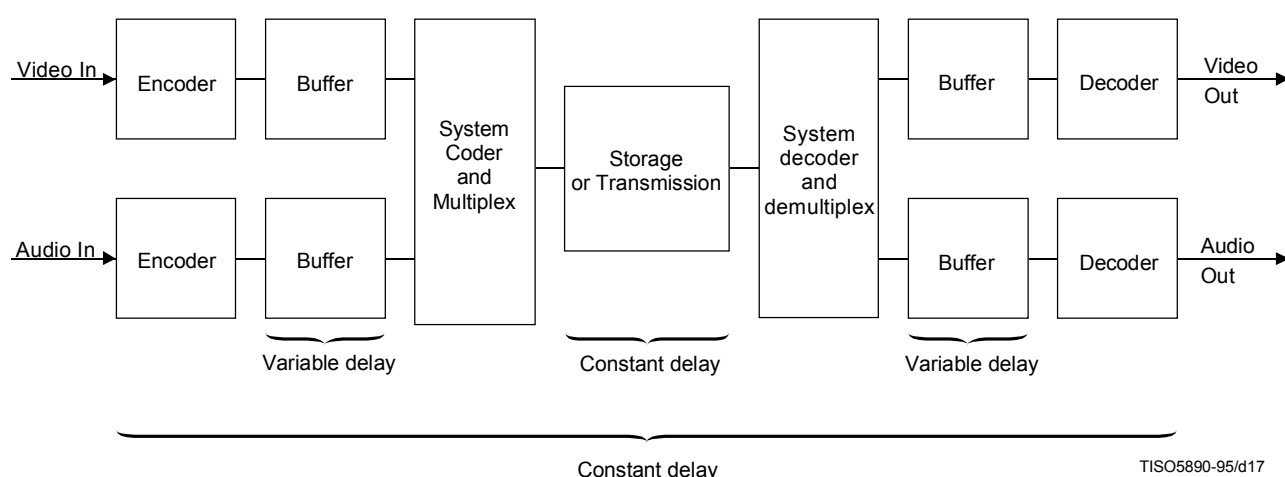 Video In
Encoder
Buffer
System
Coder
and
Multiplex
Storage
or Transmission
System
decoder
and
demultiplex
Buffer
Decoder
Video
Out
Audio In
Encoder
Buffer
Buffer
Decoder
Audio
Out
Variable delay
Constant delay
Variable delay
Constant delay
TISO5890-95/d17